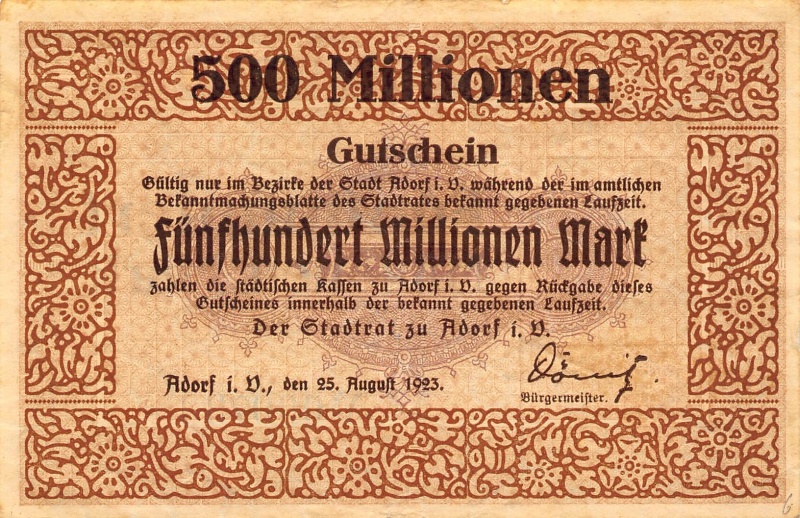 500 Millionen
Gutschein
Gültig nur im Bezirke der Stadt Adorf i. V. während der im amtlichen
Bekanntmachungsblatte des Stadtrates bekannt gegebenen Laufzeit.
Fünfhundert Millionen Mark
zahlen die städtischen Kassen zu Adorf i. V. gegen Rückgabe dieses
Gutscheines innerhalb der bekannt gegebenen Laufzeit.
Der Stadtrat zu Adorf i. V.
Adorf i. V., den 25. August 1923.
Bürgermeister.